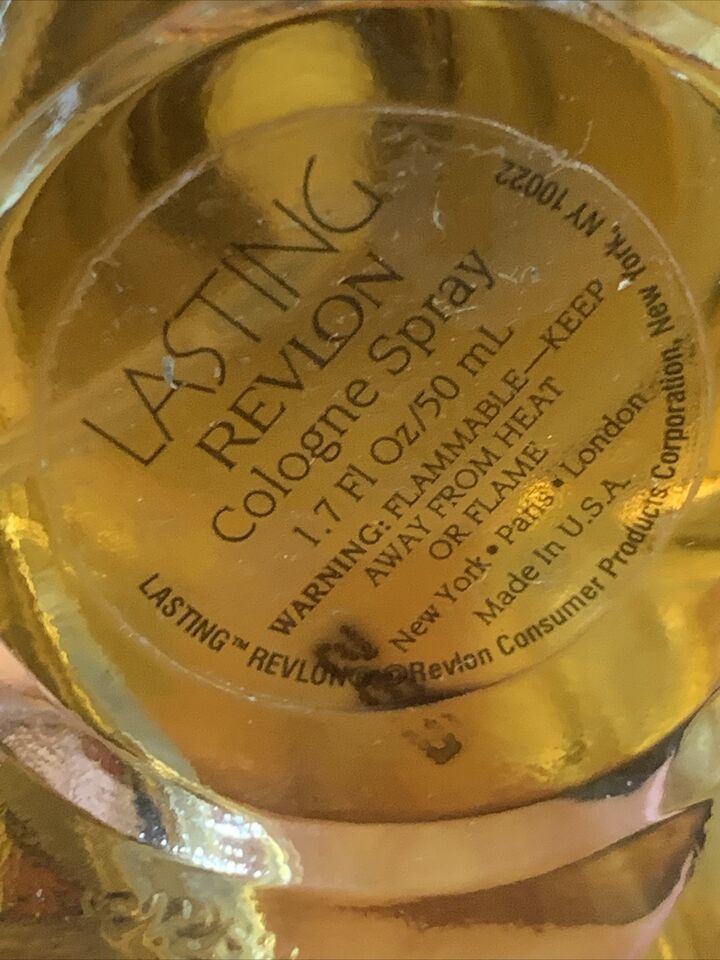 LASTING
REVLON
Cologne Spray
1.7 Fl Oz/50 mL
WARNING: FLAMMABLE—KEEP
AWAY FROM HEAT
OR FLAME
New York • Paris • London
Made In U.S.A.
LASTING™ REVLON ©Revlon Consumer Products Corporation, New York, NY 10022